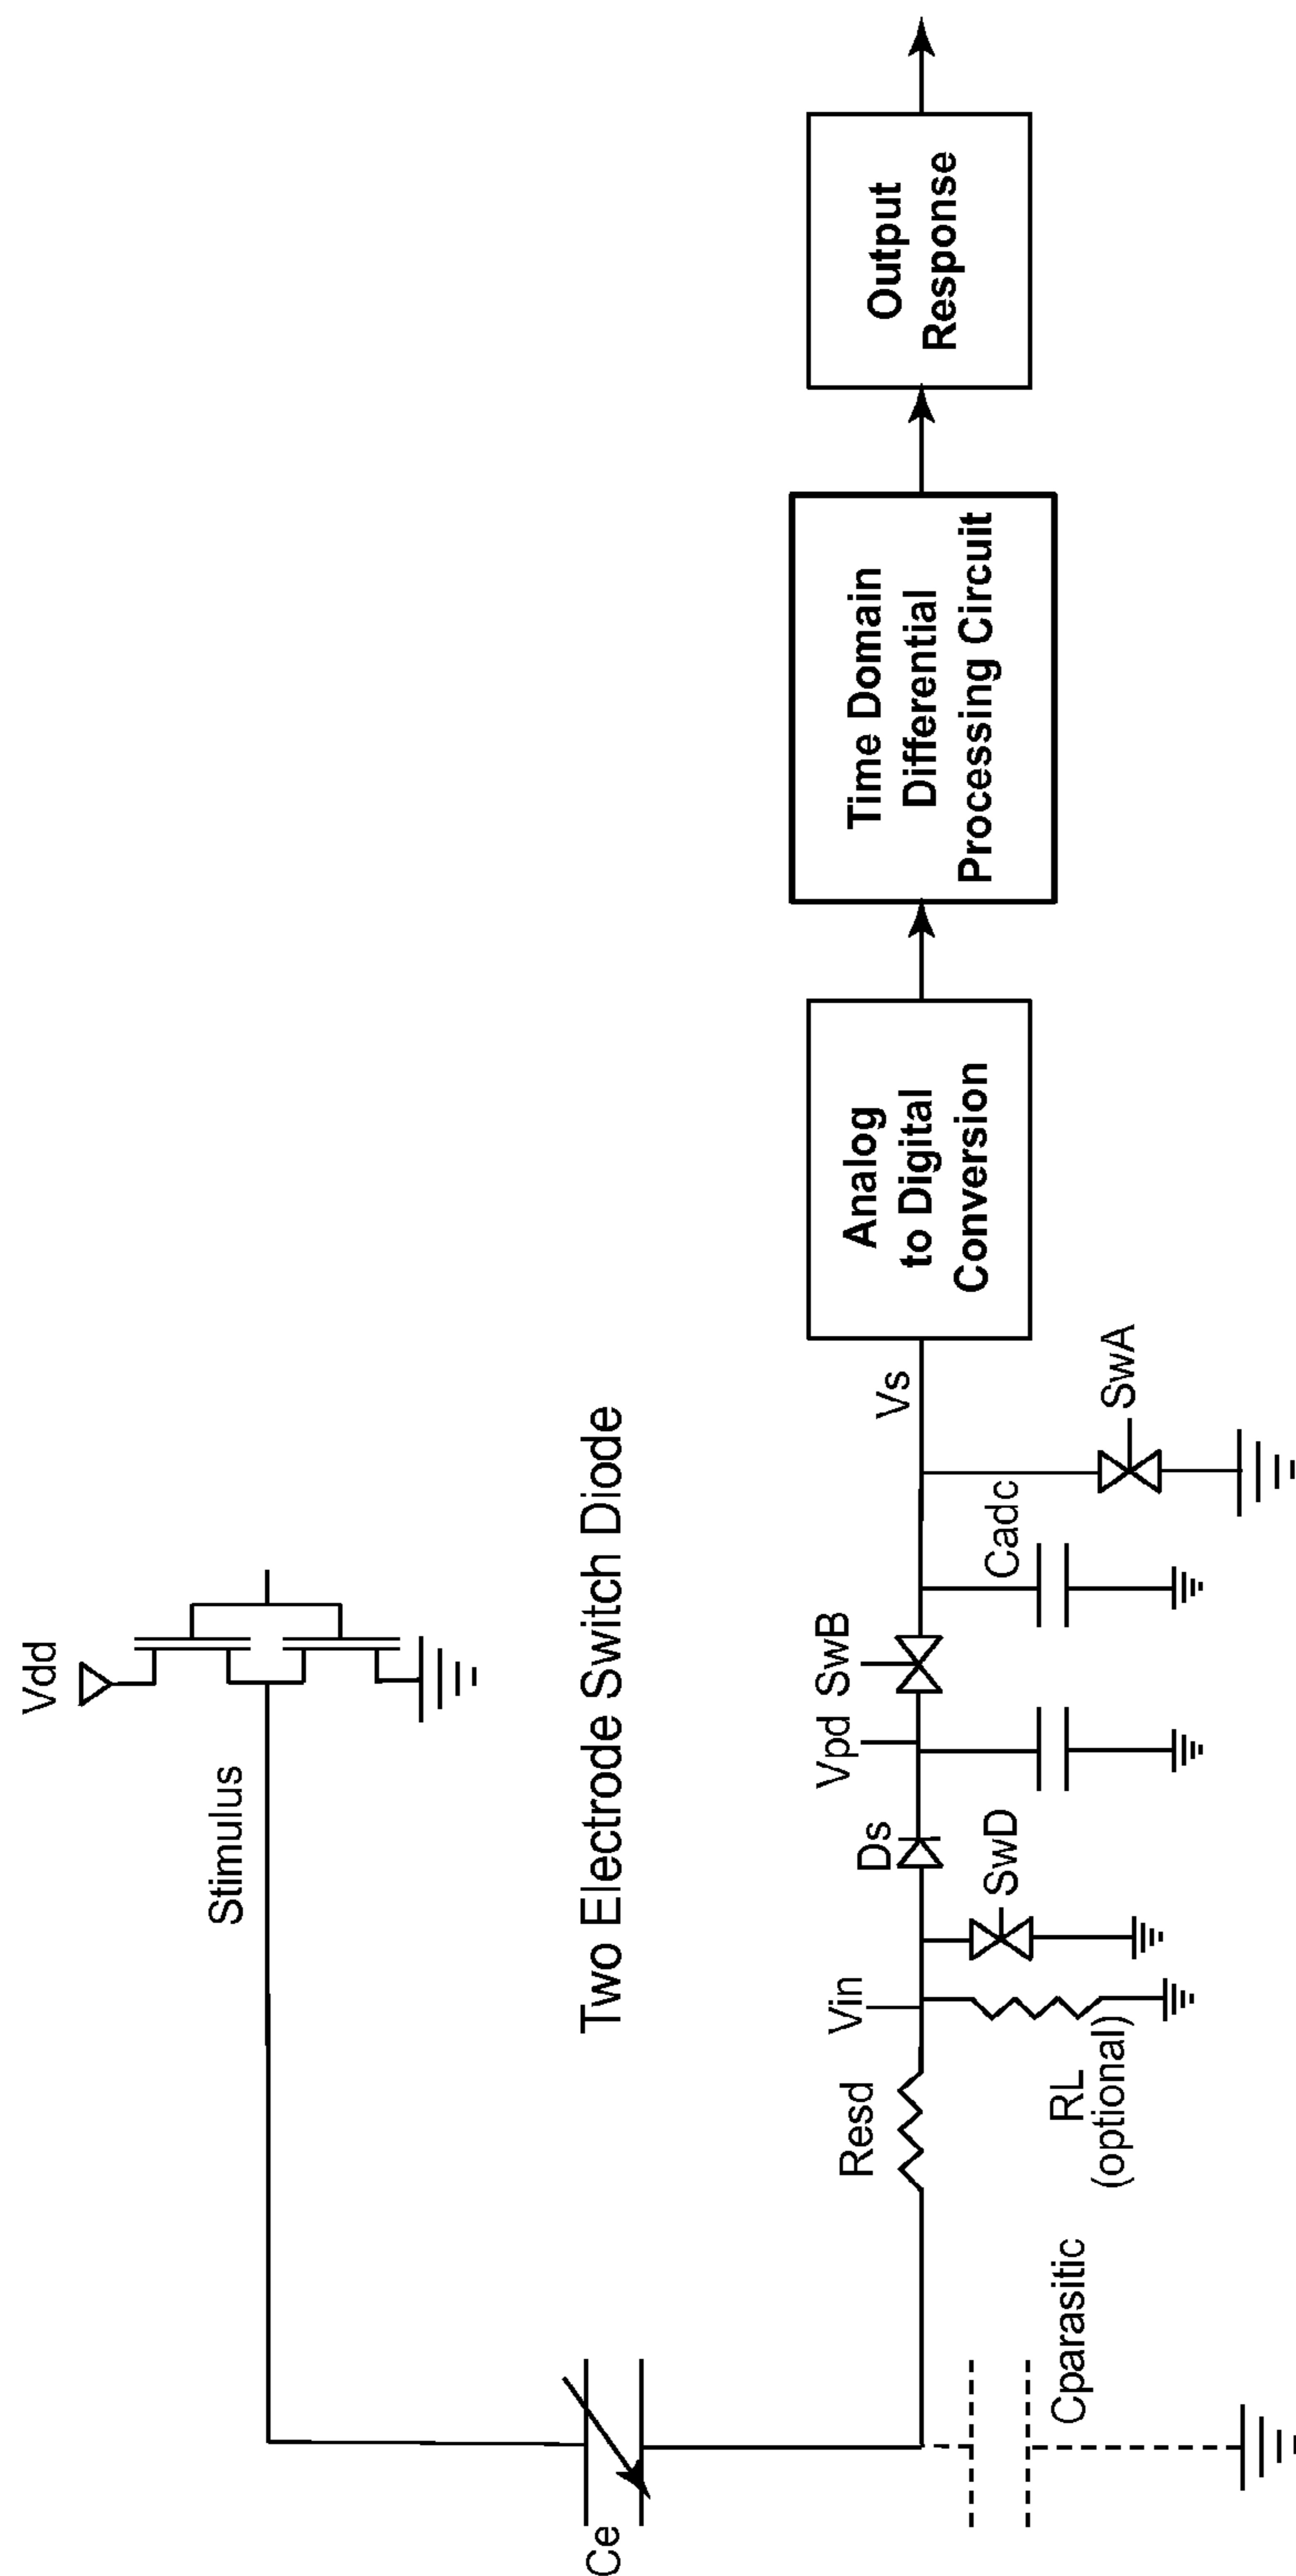 Vdd
Stimulus
Two Electrode Switch Diode
Ce
Cparasitic
Resd
Vin
RL
(optional)
SwD
Ds
Vpd
SwB
Cadc
Vs
SwA
Analog
to Digital
Conversion
Time Domain
Differential
Processing Circuit
Output
Response